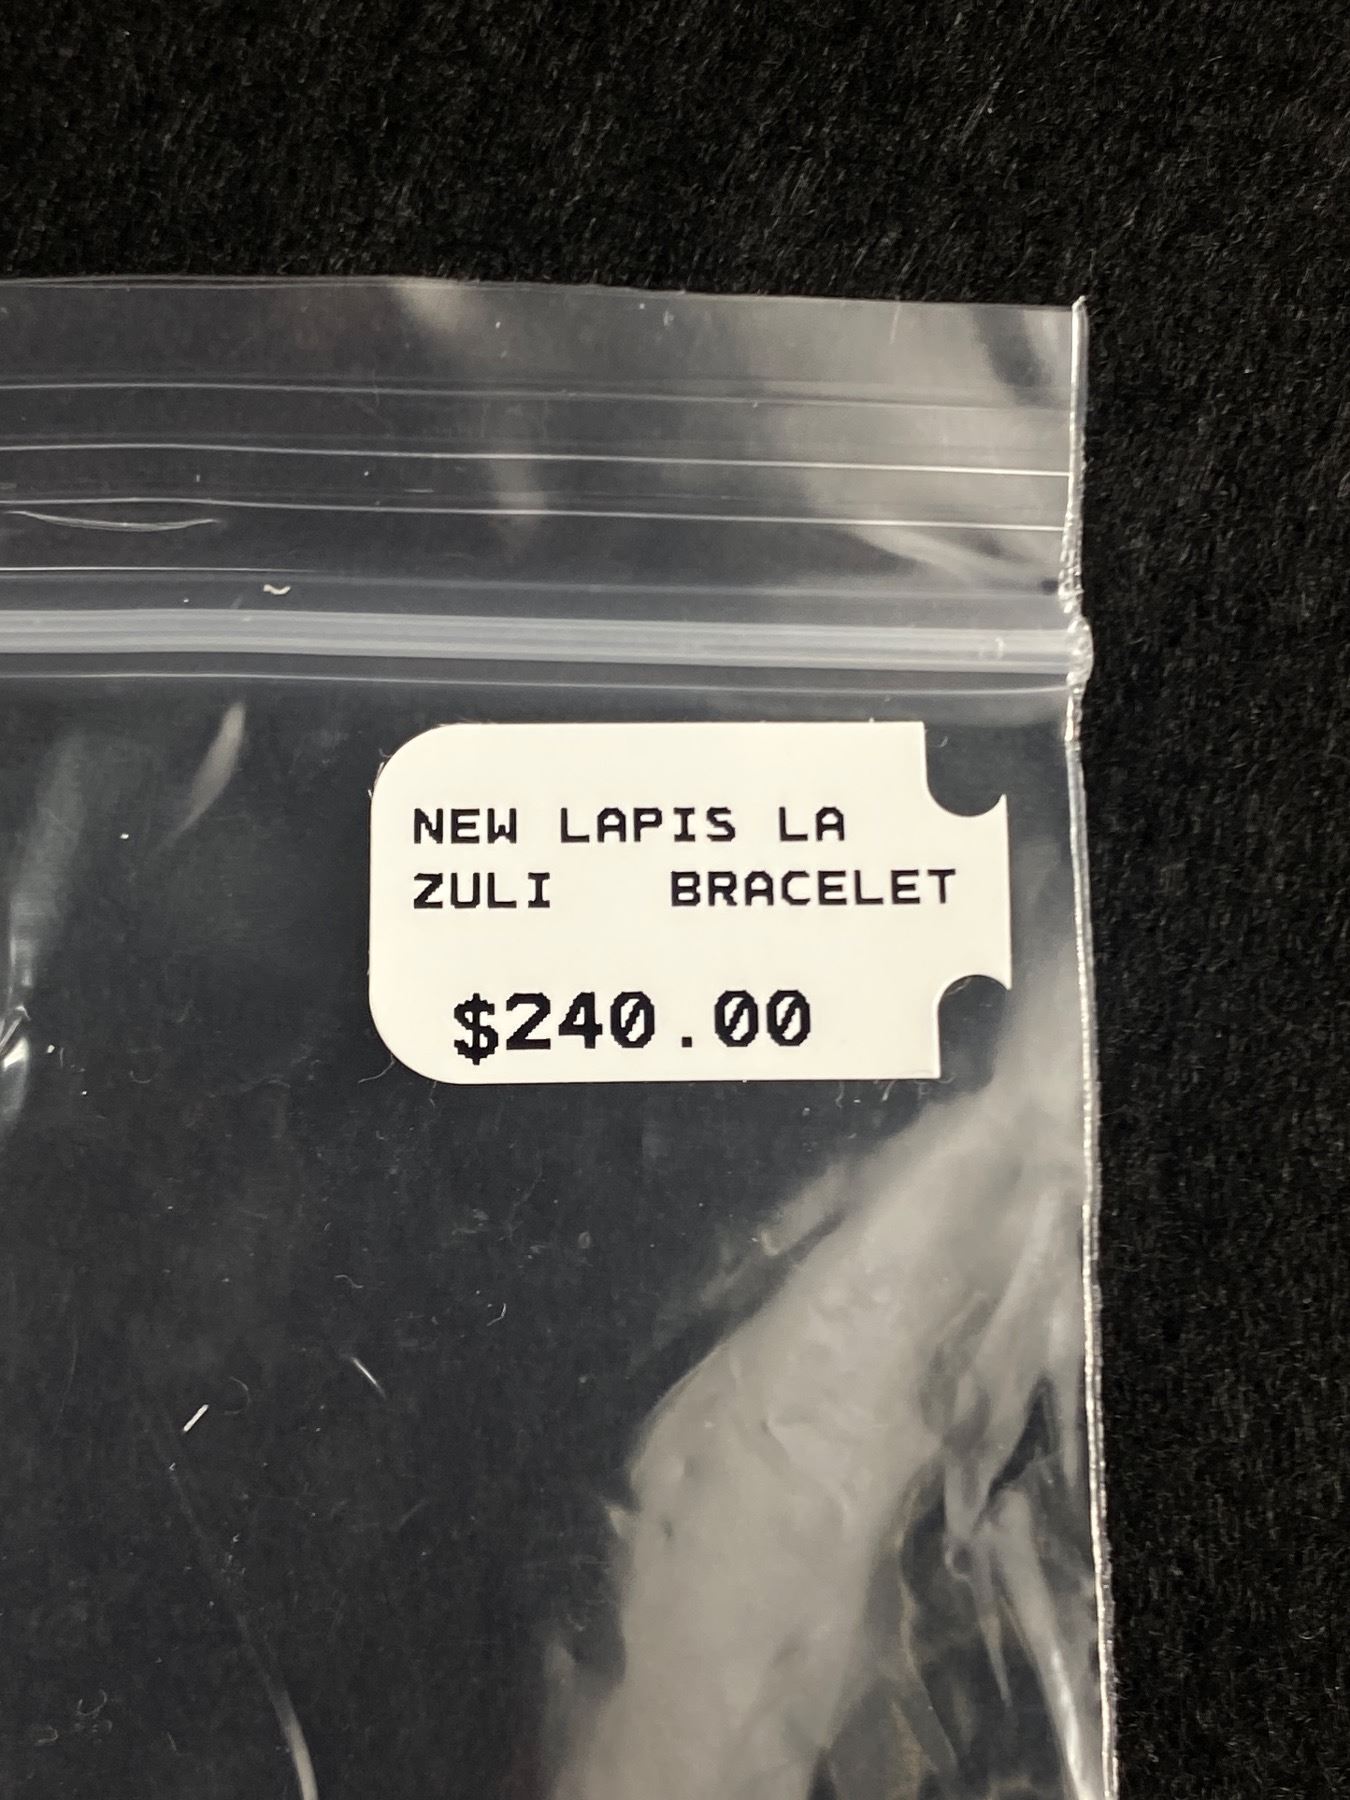 NEW LAPIS LA
ZULI BRACELET
$240.00